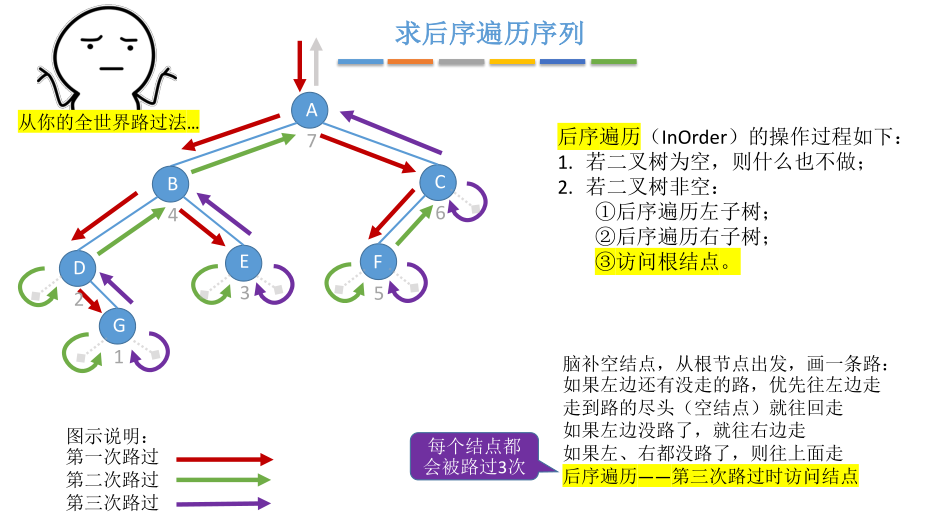 求后序遍历序列
从你的全世界路过法…
A
7
B
4
C
6
D
2
E
3
F
5
G
1
后序遍历（InOrder）的操作过程如下：
1. 若二叉树为空，则什么也不做；
2. 若二叉树非空：
①后序遍历左子树；
②后序遍历右子树；
③访问根结点。
脑补空结点，从根节点出发，画一条路：
如果左边还有没走的路，优先往左边走
走到路的尽头（空结点）就往回走
如果左边没路了，就往右边走
如果左、右都没路了，则往上面走
后序遍历——第三次路过时访问结点
每个结点都
会被路过3次
图示说明：
第一次路过
第二次路过
第三次路过